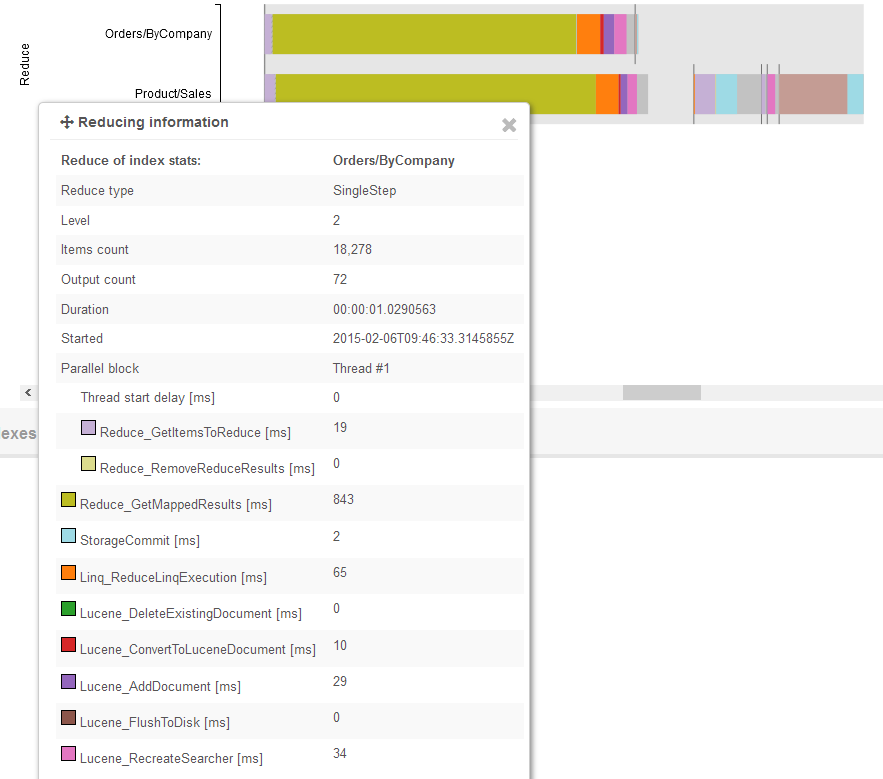 Reduce
Orders/ByCompany
Product/Sales
Reducing information
Reduce of index stats: Orders/ByCompany
Reduce type SingleStep
Level 2
Items count 18,278
Output count 72
Duration 00:00:01.0290563
Started 2015-02-06T09:46:33.3145855Z
Parallel block Thread #1
Thread start delay [ms] 0
Reduce_GetItemsToReduce [ms] 19
Reduce_RemoveReduceResults [ms] 0
Reduce_GetMappedResults [ms] 843
StorageCommit [ms] 2
Linq_ReduceLinqExecution [ms] 65
Lucene_DeleteExistingDocument [ms] 0
Lucene_ConvertToLuceneDocument [ms] 10
Lucene_AddDocument [ms] 29
Lucene_FlushToDisk [ms] 0
Lucene_RecreateSearcher [ms] 34
exes